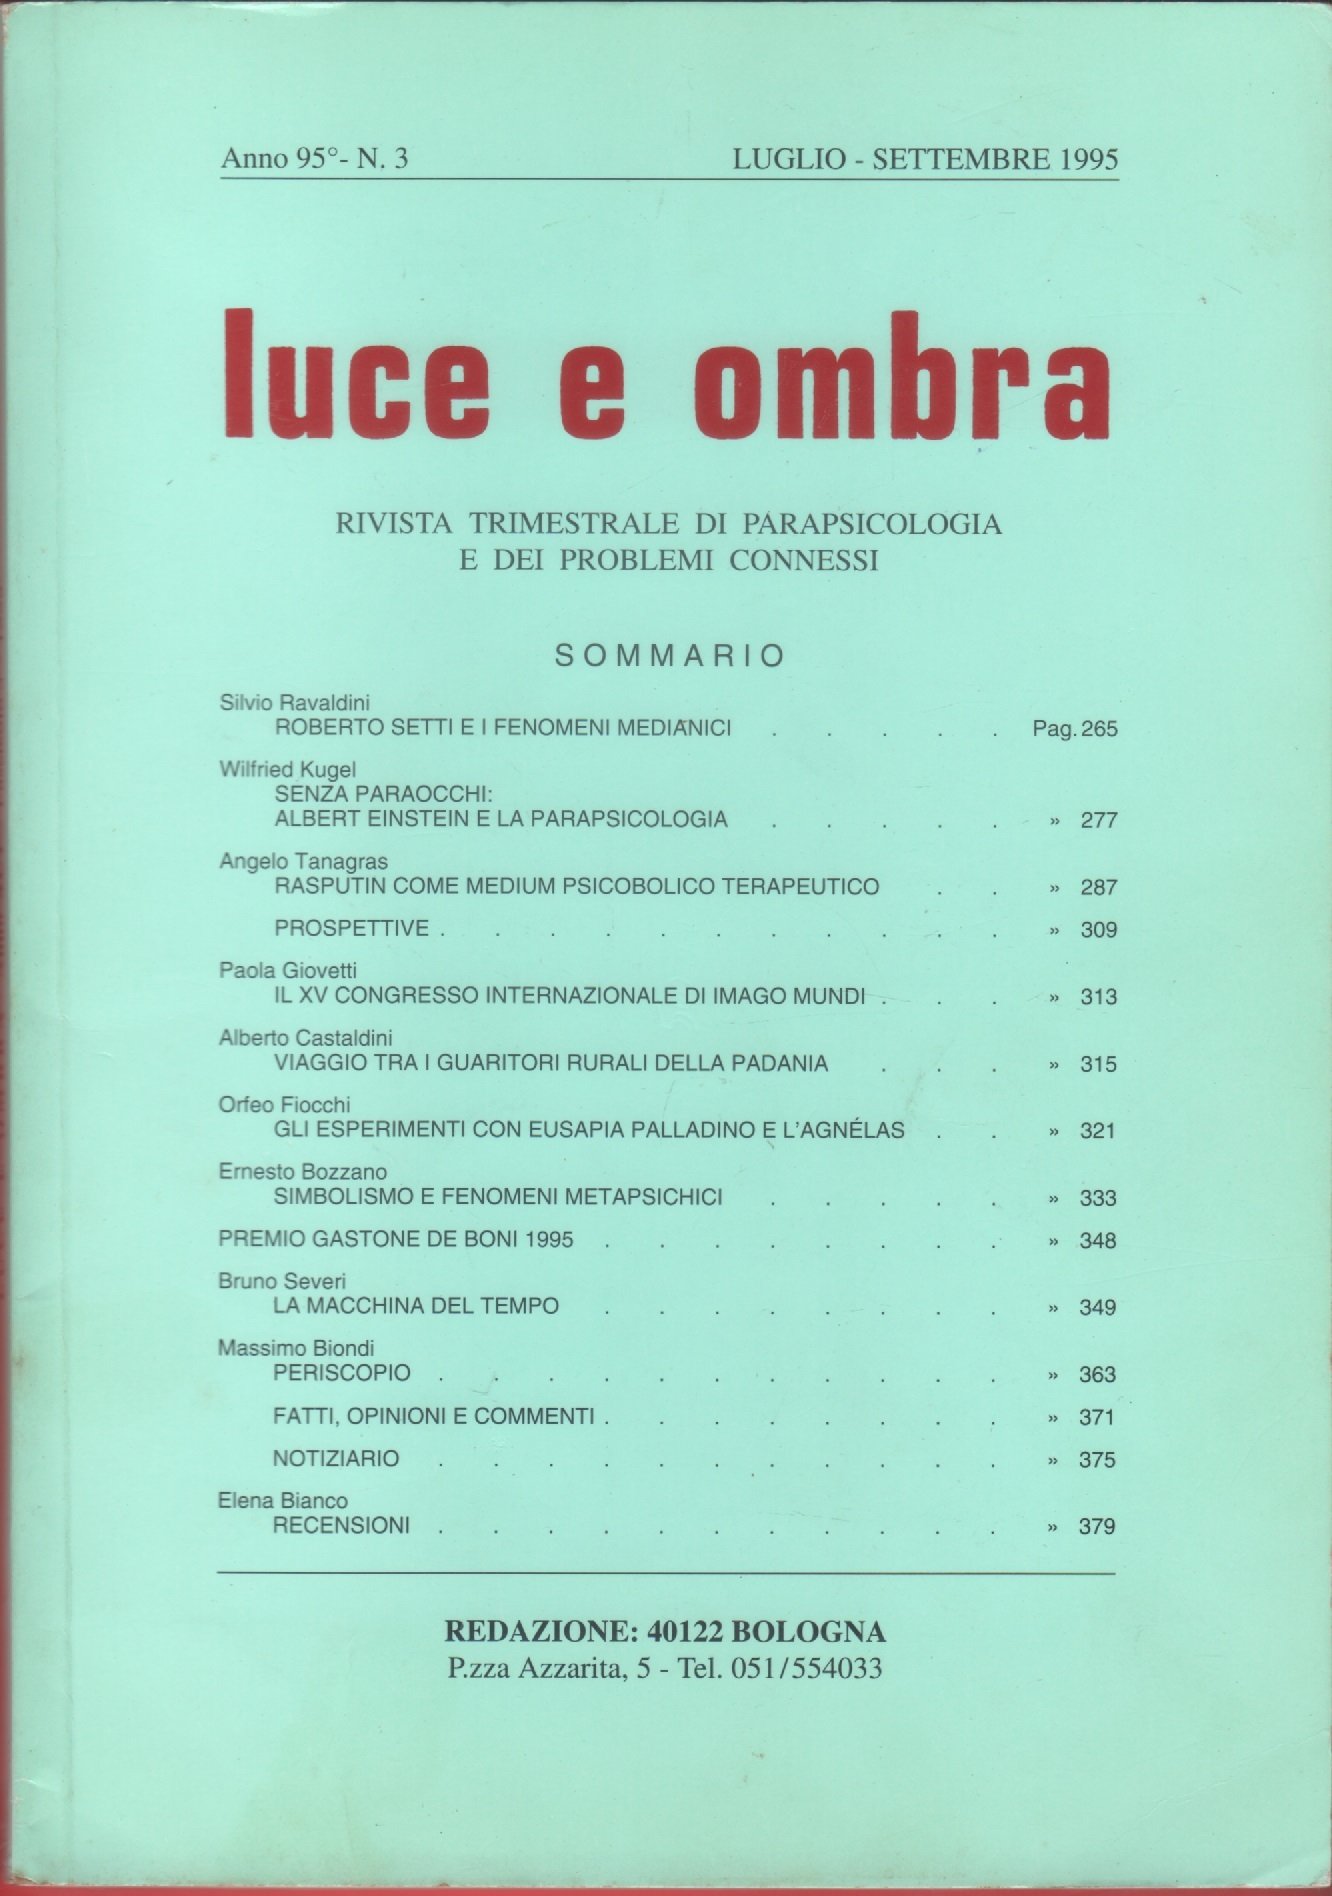 Anno 95°- N. 3 LUGLIO - SETTEMBRE 1995
luce e ombra
RIVISTA TRIMESTRALE DI PARAPSICOLOGIA
E DEI PROBLEMI CONNESSI
SOMMARIO
Silvio Ravaldini
ROBERTO SETTI E I FENOMENI MEDIANICI . . . . . Pag. 265
Wilfried Kugel
SENZA PARAOCCHI:
ALBERT EINSTEIN E LA PARAPSICOLOGIA . . . . . » 277
Angelo Tanagras
RASPUTIN COME MEDIUM PSICOBOLICO TERAPEUTICO . . » 287
PROSPETTIVE . . . . . . . . . . . » 309
Paola Giovetti
IL XV CONGRESSO INTERNAZIONALE DI IMAGO MUNDI . . . » 313
Alberto Castaldini
VIAGGIO TRA I GUARITORI RURALI DELLA PADANIA . . . » 315
Orfeo Fiocchi
GLI ESPERIMENTI CON EUSAPIA PALLADINO E L'AGNÉLAS . . » 321
Ernesto Bozzano
SIMBOLISMO E FENOMENI METAPSICHICI . . . . . » 333
PREMIO GASTONE DE BONI 1995 . . . . . . . . » 348
Bruno Severi
LA MACCHINA DEL TEMPO . . . . . . . . » 349
Massimo Biondi
PERISCOPIO . . . . . . . . . . . » 363
FATTI, OPINIONI E COMMENTI . . . . . . . . » 371
NOTIZIARIO . . . . . . . . . . . » 375
Elena Bianco
RECENSIONI . . . . . . . . . . . » 379
REDAZIONE: 40122 BOLOGNA
P.zza Azzarita, 5 - Tel. 051/554033